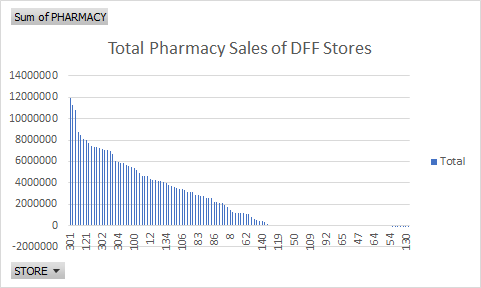 Sum of PHARMACY
Total Pharmacy Sales of DFF Stores
14000000
12000000
10000000
8000000
6000000
4000000
2000000
0
-2000000
Total
301 121 302 304 100 12 134 106 83 86 8 62 140 119 50 109 92 65 47 64 54 130
STORE